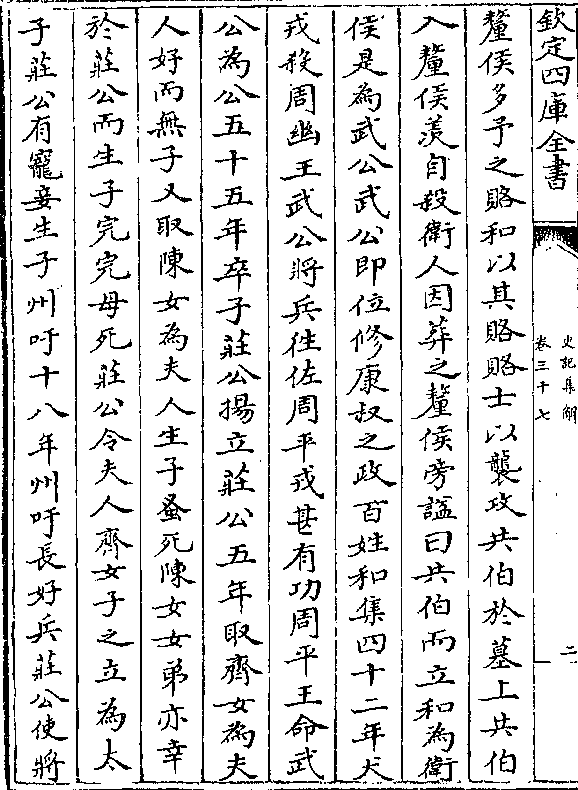 欽定四庫全書
史記集解
卷三十七
二
釐侯多予之賂和以其賂賂士以襲攻共伯於墓上共伯
入釐侯羨自殺衛人因葬之釐侯旁諡曰共伯而立和為衛
侯是為武公武公即位修康叔之政百姓和集四十二年犬
戎殺周幽王武公將兵往佐周平戎甚有功周平王命武
公為公五十五年卒子莊公揚立莊公五年取齊女為夫
人好而無子又取陳女為夫人生子蚤死陳女女弟亦幸
於莊公而生子完完母死莊公令夫人齊女子之立為太
子莊公有寵妾生子州吁十八年州吁長好兵莊公使將